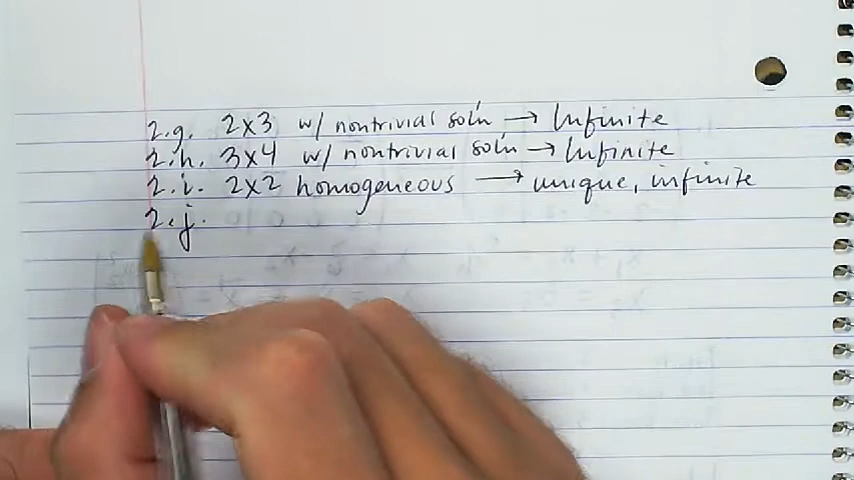 2.g. 2x3 w/ nontrivial soln → Infinite
2.h. 3x4 w/ nontrivial soln → Infinite
2.i. 2x2 homogeneous → unique, infinite
2.j.